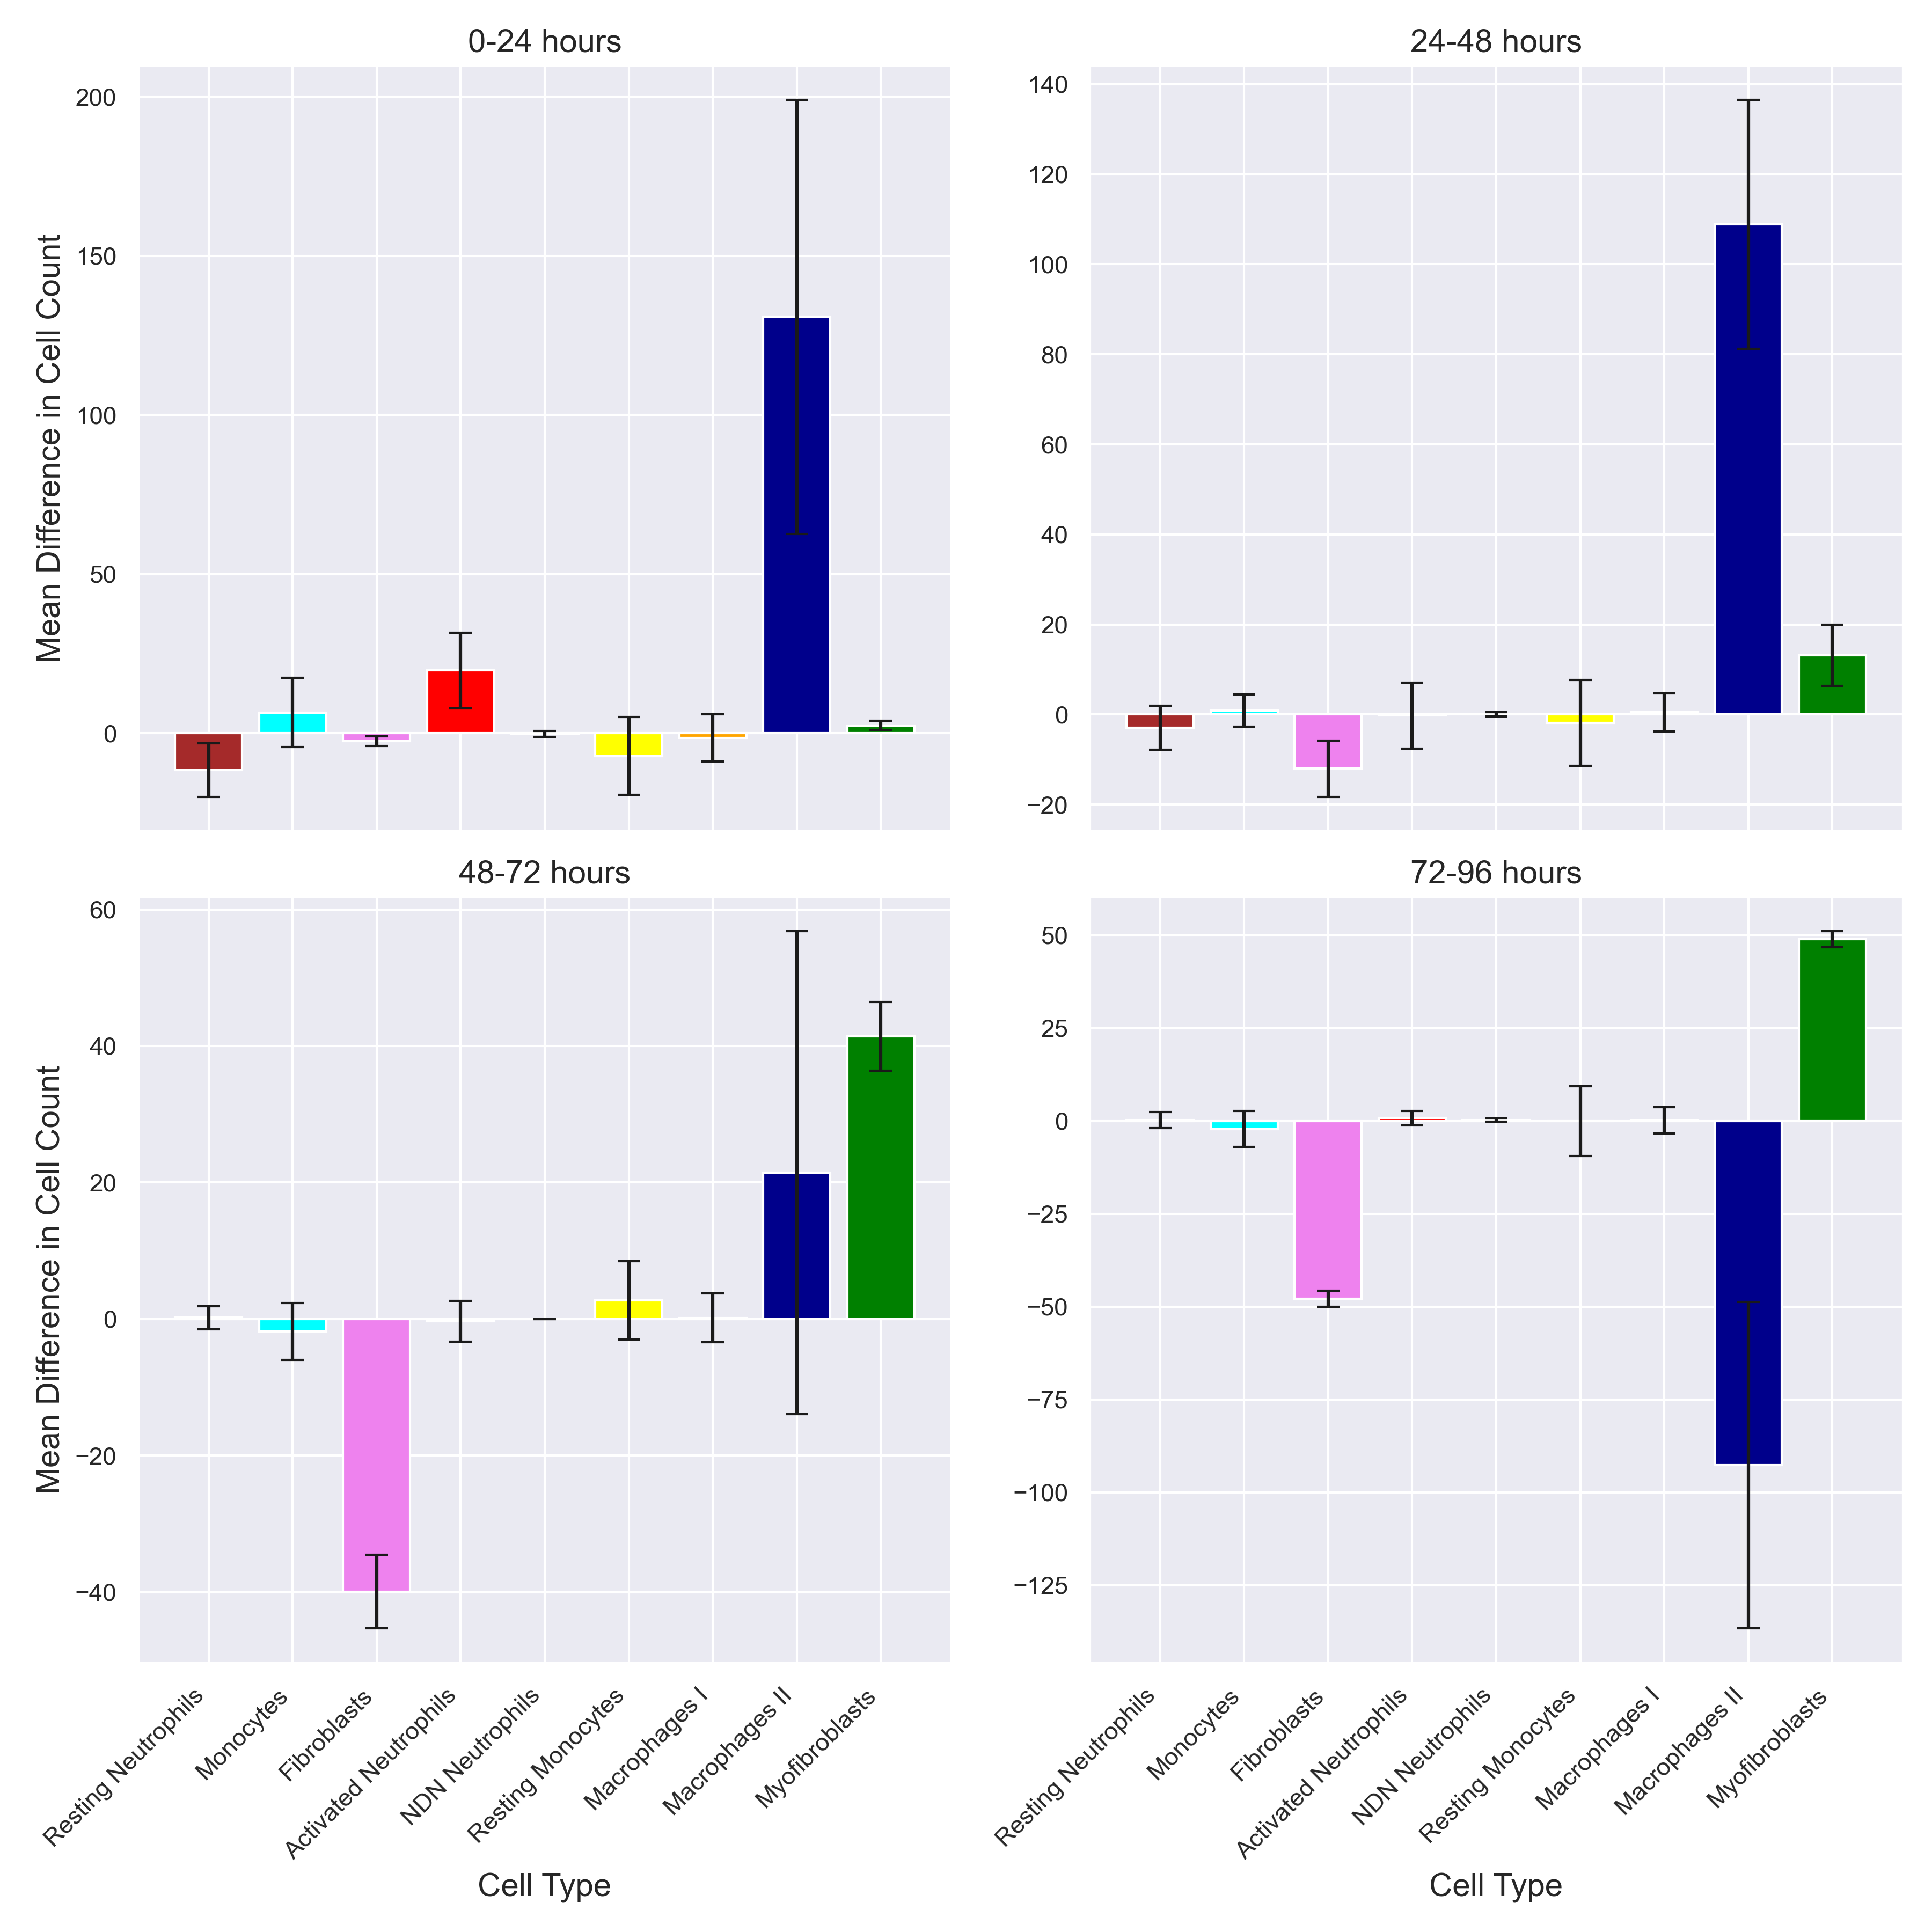 0-24 hours
Mean Difference in Cell Count
200
150
100
50
0
24-48 hours
140
120
100
80
60
40
20
0
−20
48-72 hours
Mean Difference in Cell Count
60
40
20
0
−20
−40
Resting Neutrophils
Monocytes
Fibroblasts
Activated Neutrophils
NDN Neutrophils
Resting Monocytes
Macrophages I
Macrophages II
Myofibroblasts
Cell Type
72-96 hours
50
25
0
−25
−50
−75
−100
−125
Resting Neutrophils
Monocytes
Fibroblasts
Activated Neutrophils
NDN Neutrophils
Resting Monocytes
Macrophages I
Macrophages II
Myofibroblasts
Cell Type